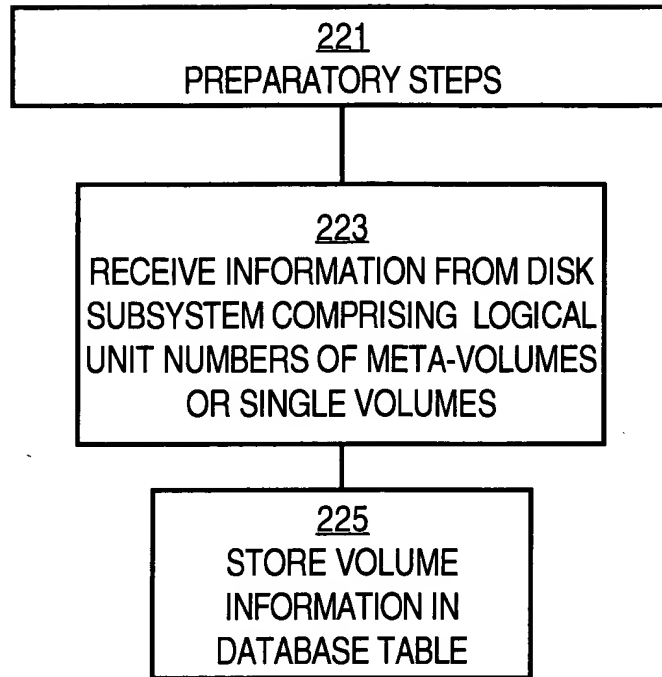 221
PREPARATORY STEPS
223
RECEIVE INFORMATION FROM DISK
SUBSYSTEM COMPRISING LOGICAL
UNIT NUMBERS OF META-VOLUMES
OR SINGLE VOLUMES
225
STORE VOLUME
INFORMATION IN
DATABASE TABLE